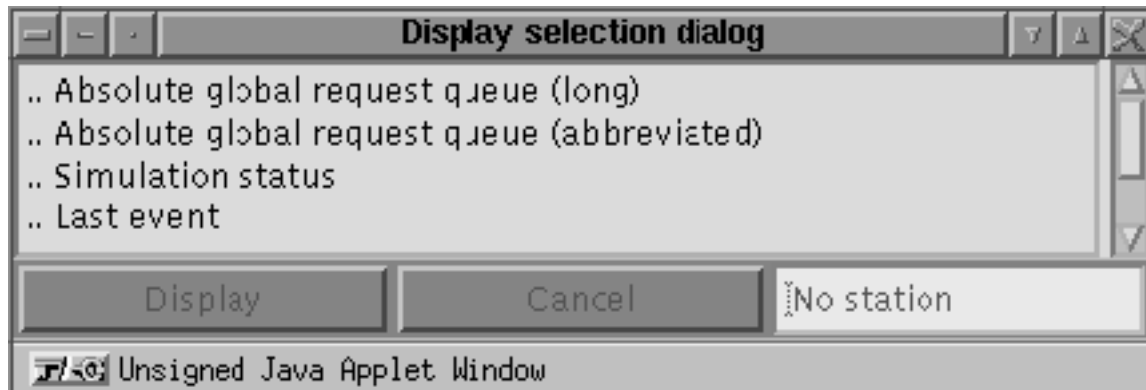 Display selection dialog
.. Absolute global request queue (long)
.. Absolute global request queue (abbreviated)
.. Simulation status
.. Last event
Display Cancel No station
Unsigned Java Applet Window